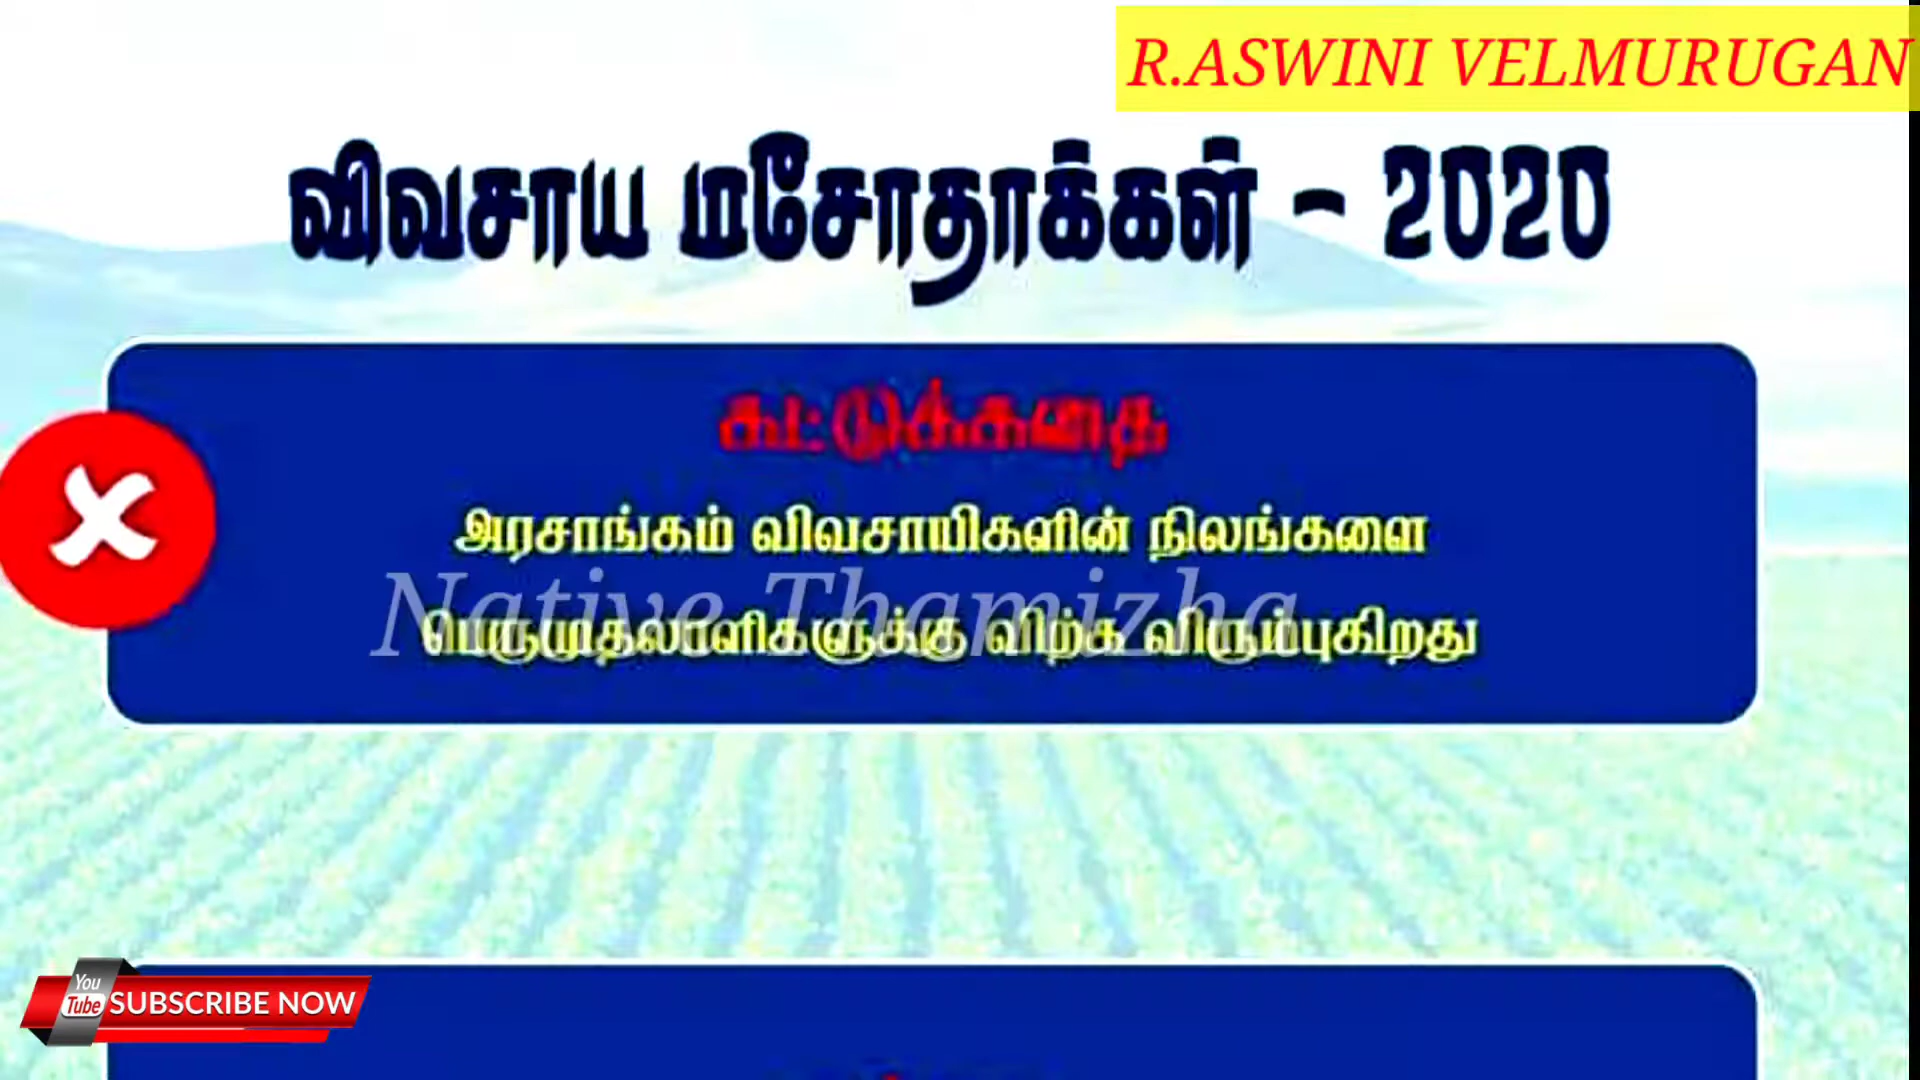 R.ASWINI VELMURUGAN
விவசாய மசோதாக்கள் - 2020
கட்டுக்கதை
அரசாங்கம் விவசாயிகளின் நிலங்களை
பெருமுதலாளிகளுக்கு விற்க விரும்புகிறது
Native Thamizha
You
Tube SUBSCRIBE NOW